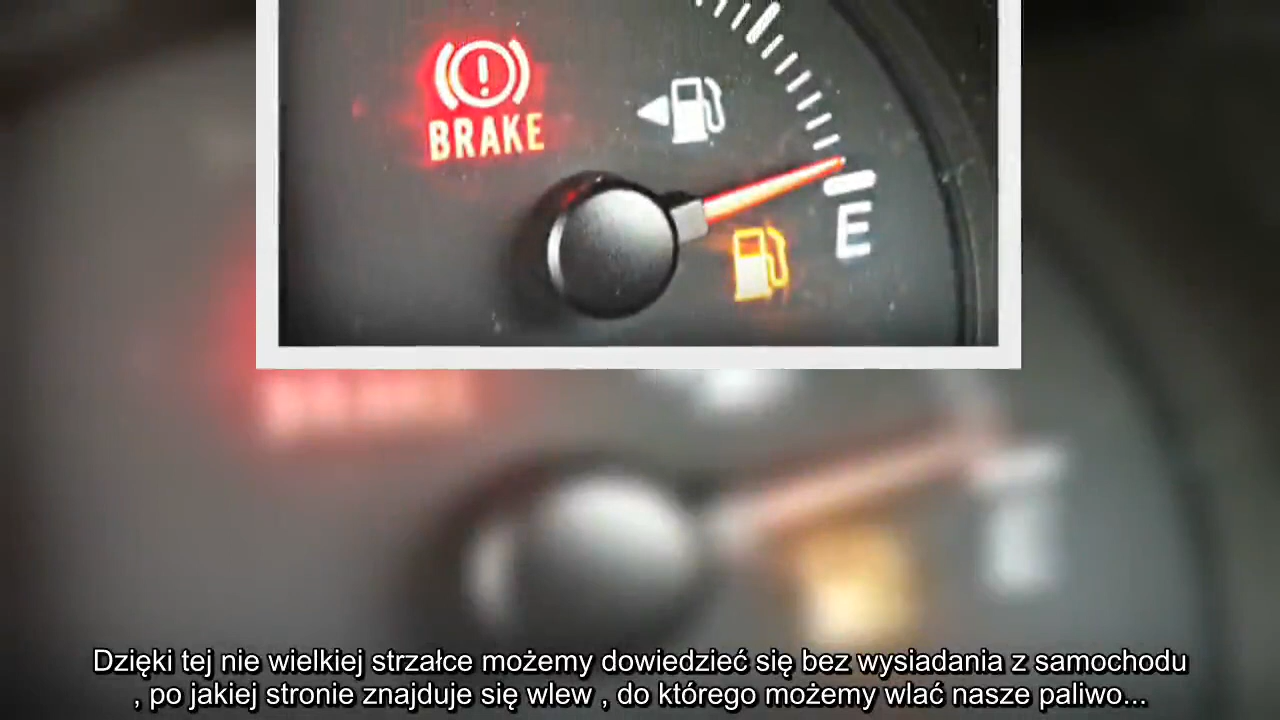 BRAKE
E
Dzięki tej nie wielkiej strzałce możemy dowiedzieć się bez wysiadania z samochodu
, po jakiej stronie znajduje się wlew , do którego możemy wlać nasze paliwo...